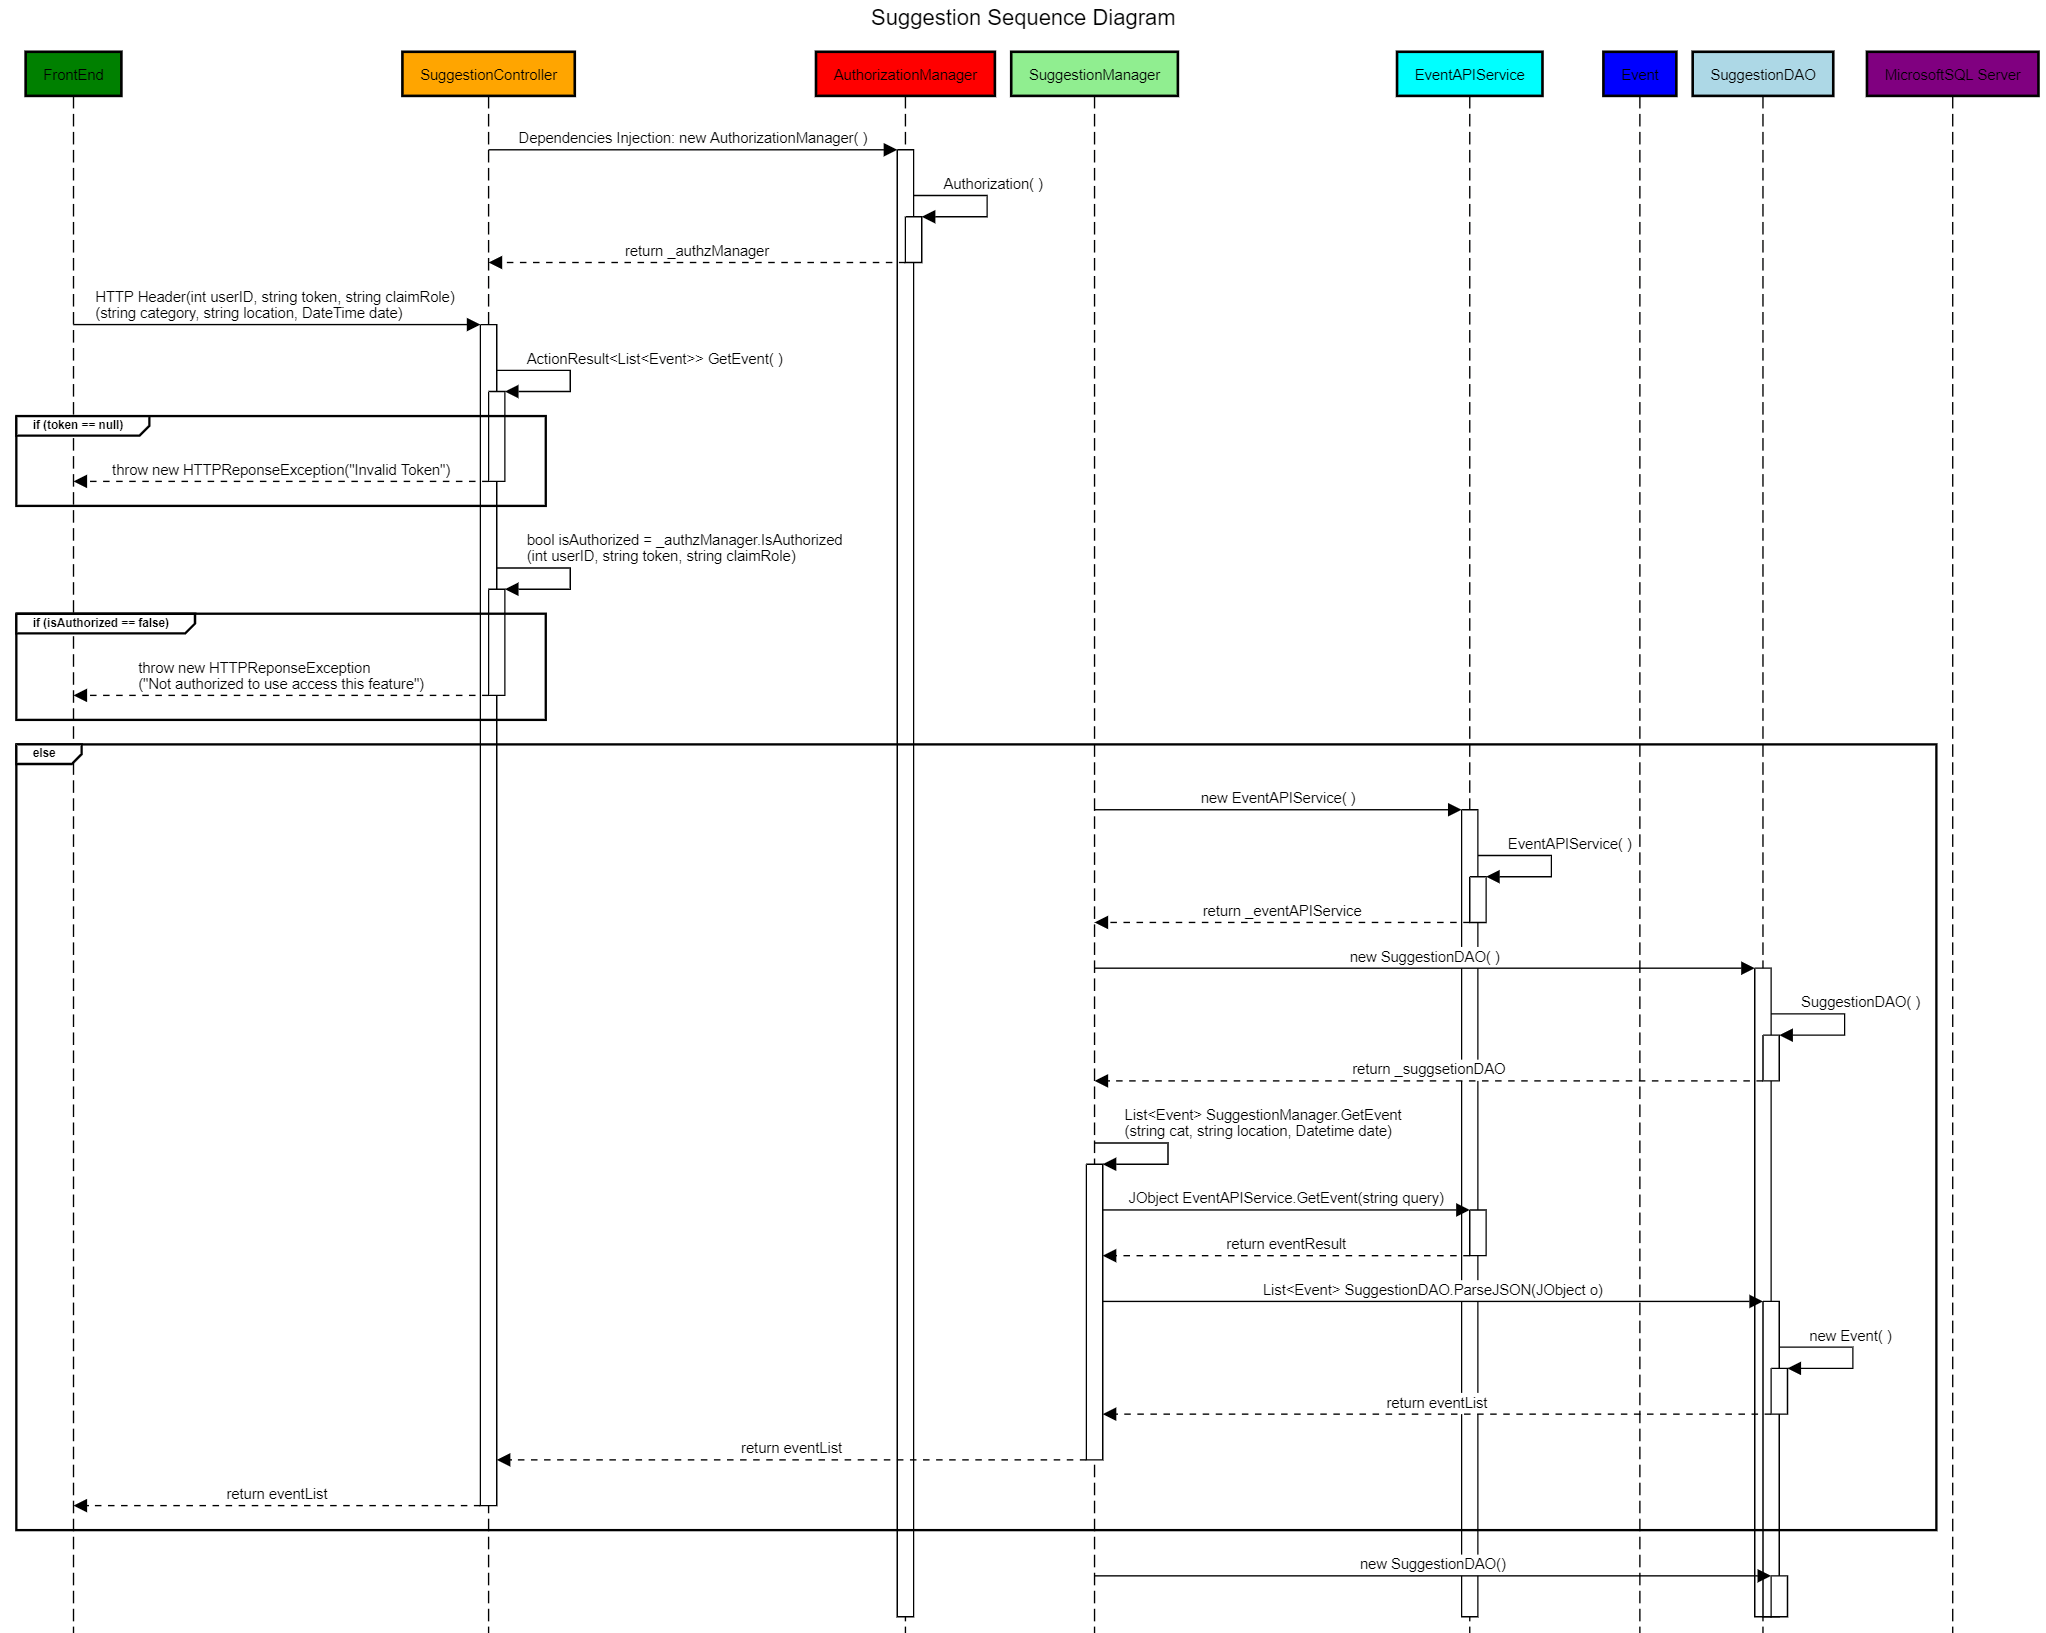 Suggestion Sequence Diagram
FrontEnd
SuggestionController
AuthorizationManager
SuggestionManager
EventAPIService
Event
SuggestionDAO
MicrosoftSQL Server
Dependencies Injection: new AuthorizationManager( )
Authorization( )
return _authzManager
HTTP Header(int userID, string token, string claimRole)
(string category, string location, DateTime date)
ActionResult<List<Event>> GetEvent( )
if (token == null)
throw new HTTPReponseException("Invalid Token")
bool isAuthorized = _authzManager.IsAuthorized
(int userID, string token, string claimRole)
if (isAuthorized == false)
throw new HTTPReponseException
("Not authorized to use access this feature")
else
new EventAPIService( )
EventAPIService( )
return _eventAPIService
new SuggestionDAO( )
SuggestionDAO( )
return _suggsetionDAO
List<Event> SuggestionManager.GetEvent
(string cat, string location, Datetime date)
JObject EventAPIService.GetEvent(string query)
return eventResult
List<Event> SuggestionDAO.ParseJSON(JObject o)
new Event( )
return eventList
return eventList
return eventList
new SuggestionDAO()